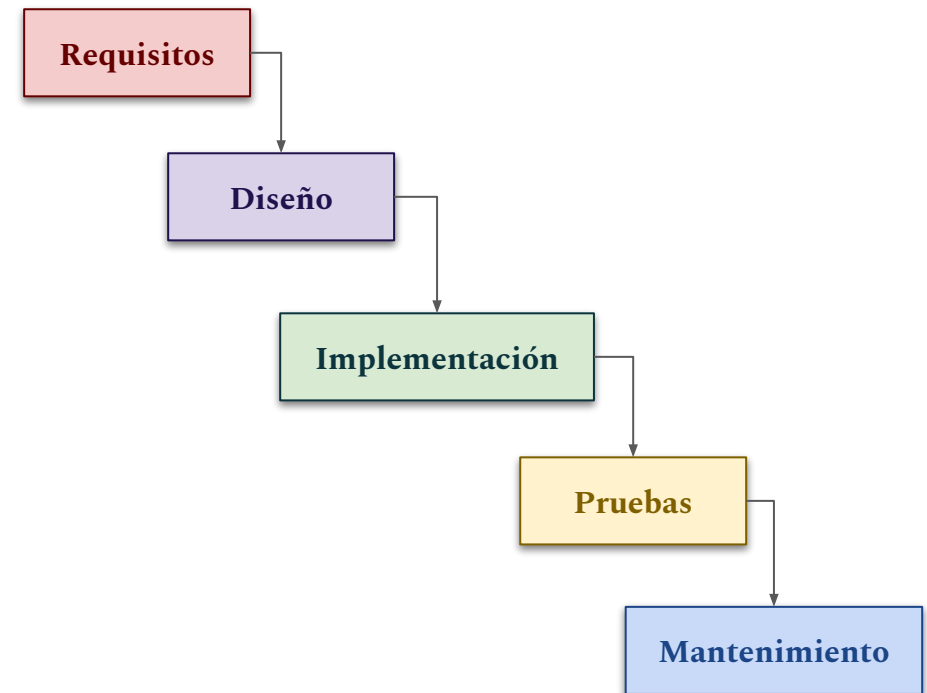 Requisitos
Diseño
Implementación
Pruebas
Mantenimiento